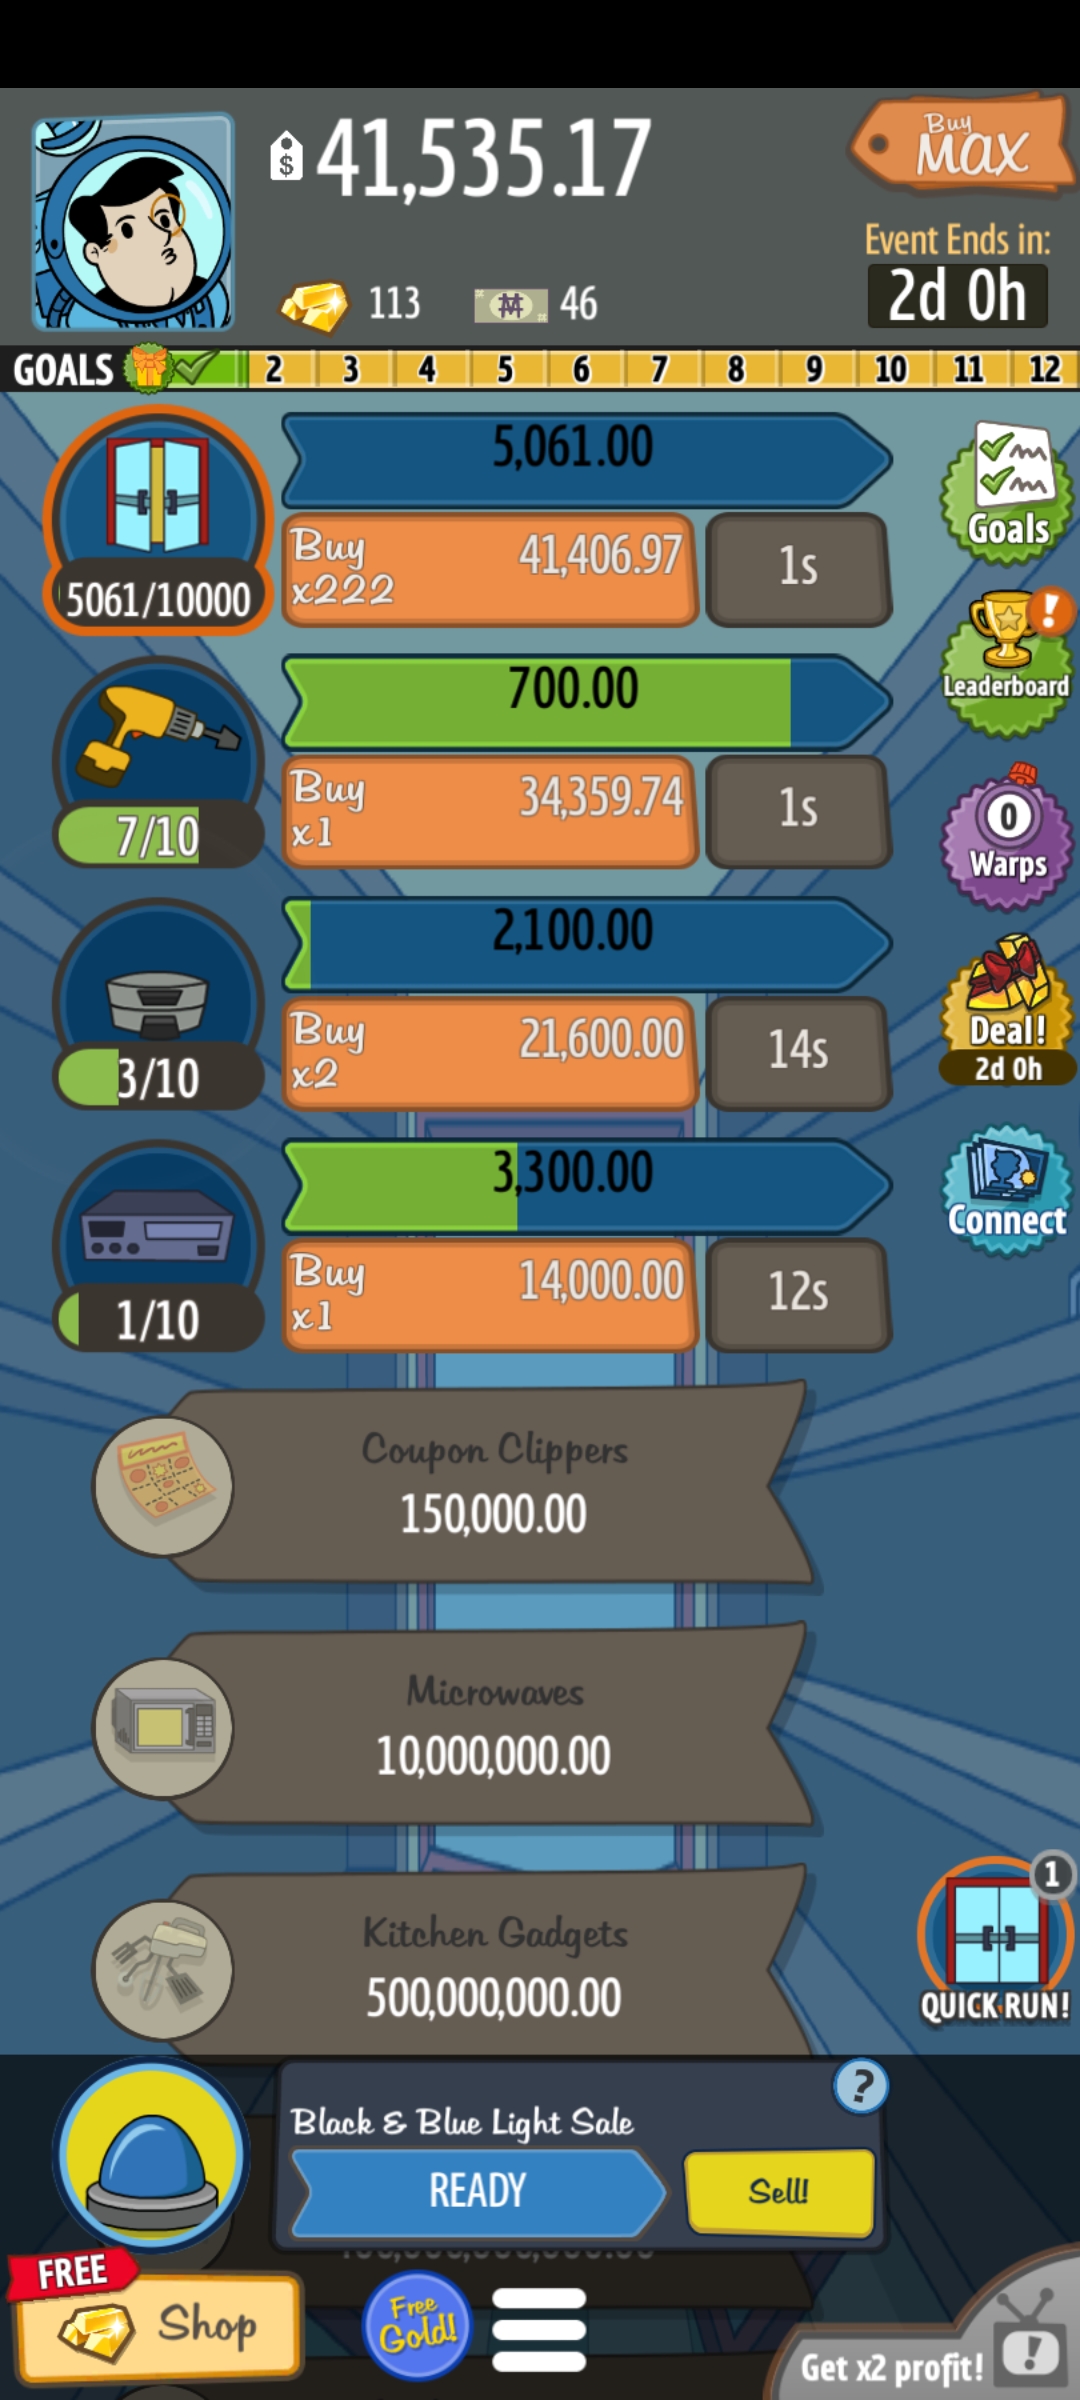 $ 41,535.17
Buy
MAX
Event Ends in:
2d 0h
113
46
GOALS 2 3 4 5 6 7 8 9 10 11 12
5,061.00
Buy
x222
41,406.97
1s
5061/10000
Goals
700.00
Buy
x1
34,359.74
1s
7/10
!
Leaderboard
2,100.00
Buy
x2
21,600.00
14s
3/10
0
Warps
Deal!
2d 0h
3,300.00
Buy
x1
14,000.00
12s
1/10
Connect
Coupon Clippers
150,000.00
Microwaves
10,000,000.00
Kitchen Gadgets
500,000,000.00
1
QUICK RUN!
?
Black & Blue Light Sale
READY
Sell!
FREE
Shop
Free
Gold!
Get x2 profit!
!